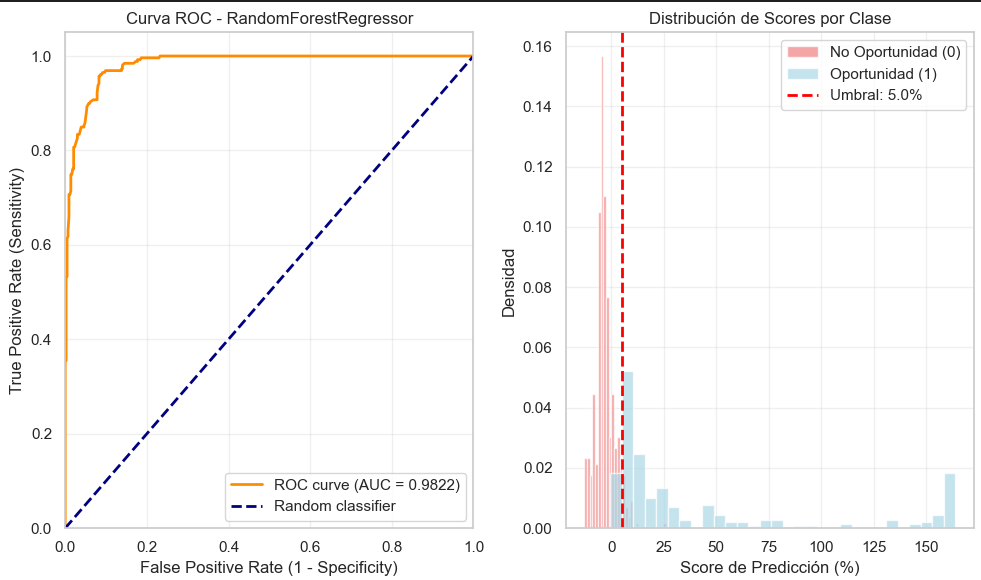 Curva ROC - RandomForestRegressor
1.0
0.8
0.6
0.4
0.2
0.0
True Positive Rate (Sensitivity)
ROC curve (AUC = 0.9822)
Random classifier
0.0 0.2 0.4 0.6 0.8 1.0
False Positive Rate (1 - Specificity)
Distribución de Scores por Clase
0.16
0.14
0.12
0.10
0.08
0.06
0.04
0.02
0.00
Densidad
No Oportunidad (0)
Oportunidad (1)
Umbral: 5.0%
0 25 50 75 100 125 150
Score de Predicción (%)